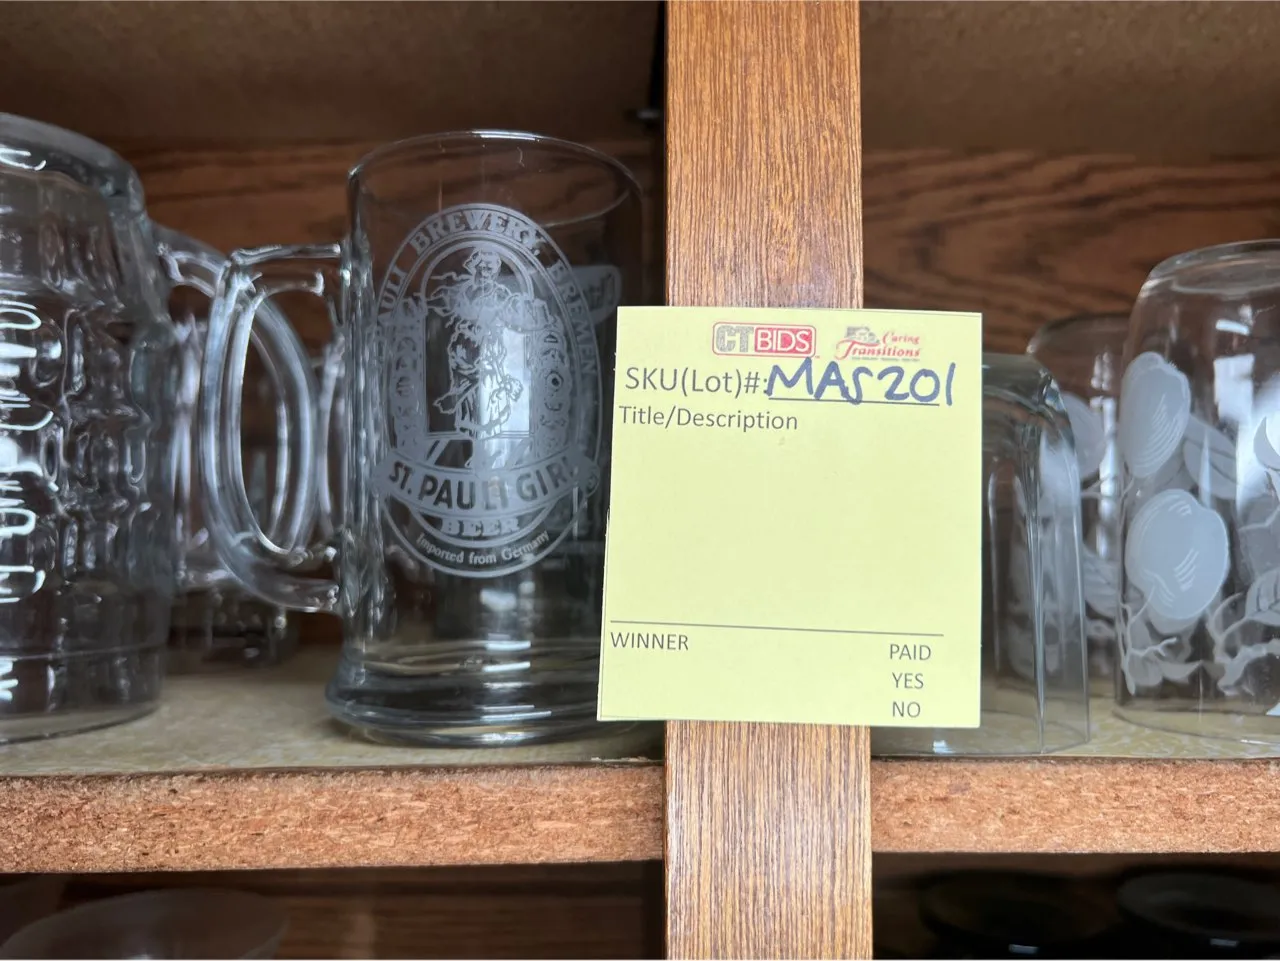 PAULI BREWERY, BREMEN
ST. PAULI GIRL
BEER
Imported from Germany
CTBIDS
Caring
Transitions
SKU(Lot)#: MAS201
Title/Description
WINNER
PAID
YES
NO